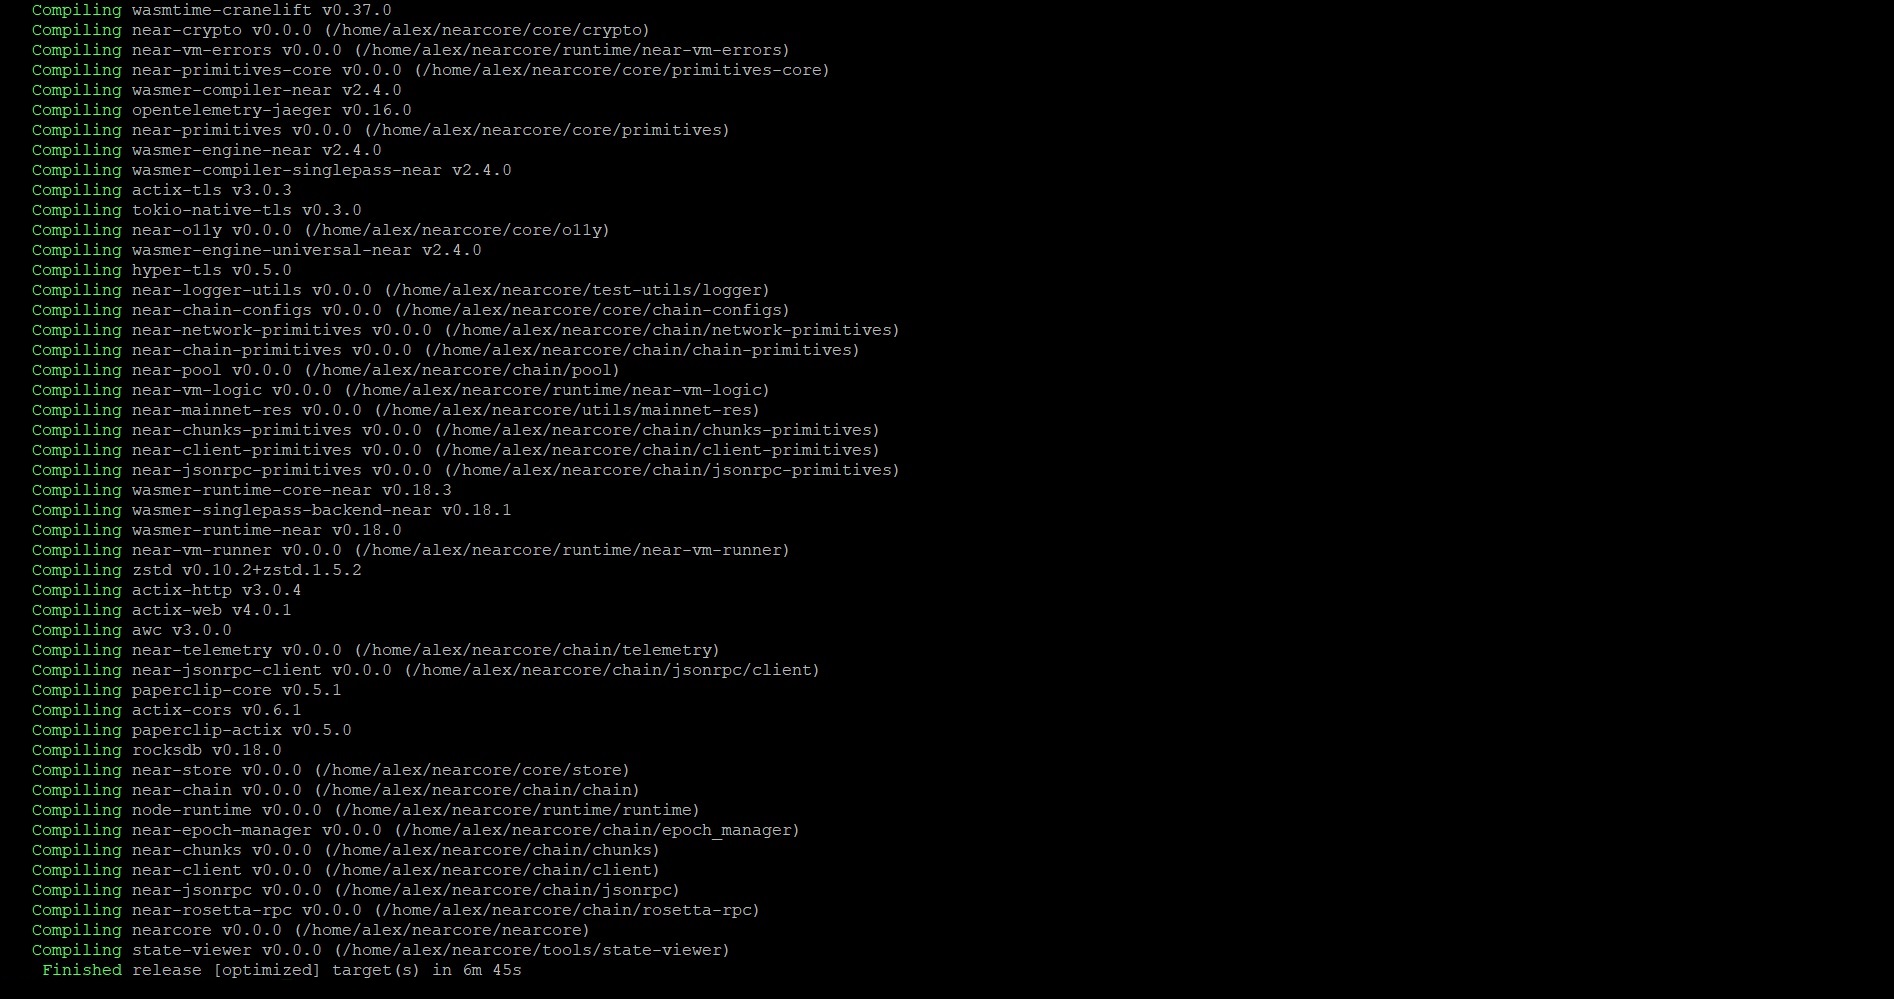 Compiling wasmtime-cranelift v0.37.0
Compiling near-crypto v0.0.0 (/home/alex/nearcore/core/crypto)
Compiling near-vm-errors v0.0.0 (/home/alex/nearcore/runtime/near-vm-errors)
Compiling near-primitives-core v0.0.0 (/home/alex/nearcore/core/primitives-core)
Compiling wasmer-compiler-near v2.4.0
Compiling opentelemetry-jaeger v0.16.0
Compiling near-primitives v0.0.0 (/home/alex/nearcore/core/primitives)
Compiling wasmer-engine-near v2.4.0
Compiling wasmer-compiler-singlepass-near v2.4.0
Compiling actix-tls v3.0.3
Compiling tokio-native-tls v0.3.0
Compiling near-o11y v0.0.0 (/home/alex/nearcore/core/o11y)
Compiling wasmer-engine-universal-near v2.4.0
Compiling hyper-tls v0.5.0
Compiling near-logger-utils v0.0.0 (/home/alex/nearcore/test-utils/logger)
Compiling near-chain-configs v0.0.0 (/home/alex/nearcore/core/chain-configs)
Compiling near-network-primitives v0.0.0 (/home/alex/nearcore/chain/network-primitives)
Compiling near-chain-primitives v0.0.0 (/home/alex/nearcore/chain/chain-primitives)
Compiling near-pool v0.0.0 (/home/alex/nearcore/chain/pool)
Compiling near-vm-logic v0.0.0 (/home/alex/nearcore/runtime/near-vm-logic)
Compiling near-mainnet-res v0.0.0 (/home/alex/nearcore/utils/mainnet-res)
Compiling near-chunks-primitives v0.0.0 (/home/alex/nearcore/chain/chunks-primitives)
Compiling near-client-primitives v0.0.0 (/home/alex/nearcore/chain/client-primitives)
Compiling near-jsonrpc-primitives v0.0.0 (/home/alex/nearcore/chain/jsonrpc-primitives)
Compiling wasmer-runtime-core-near v0.18.3
Compiling wasmer-singlepass-backend-near v0.18.1
Compiling wasmer-runtime-near v0.18.0
Compiling near-vm-runner v0.0.0 (/home/alex/nearcore/runtime/near-vm-runner)
Compiling zstd v0.10.2+zstd.1.5.2
Compiling actix-http v3.0.4
Compiling actix-web v4.0.1
Compiling awc v3.0.0
Compiling near-telemetry v0.0.0 (/home/alex/nearcore/chain/telemetry)
Compiling near-jsonrpc-client v0.0.0 (/home/alex/nearcore/chain/jsonrpc/client)
Compiling paperclip-core v0.5.1
Compiling actix-cors v0.6.1
Compiling paperclip-actix v0.5.0
Compiling rocksdb v0.18.0
Compiling near-store v0.0.0 (/home/alex/nearcore/core/store)
Compiling near-chain v0.0.0 (/home/alex/nearcore/chain/chain)
Compiling node-runtime v0.0.0 (/home/alex/nearcore/runtime/runtime)
Compiling near-epoch-manager v0.0.0 (/home/alex/nearcore/chain/epoch_manager)
Compiling near-chunks v0.0.0 (/home/alex/nearcore/chain/chunks)
Compiling near-client v0.0.0 (/home/alex/nearcore/chain/client)
Compiling near-jsonrpc v0.0.0 (/home/alex/nearcore/chain/jsonrpc)
Compiling near-rosetta-rpc v0.0.0 (/home/alex/nearcore/chain/rosetta-rpc)
Compiling nearcore v0.0.0 (/home/alex/nearcore/nearcore)
Compiling state-viewer v0.0.0 (/home/alex/nearcore/tools/state-viewer)
Finished release [optimized] target(s) in 6m 45s